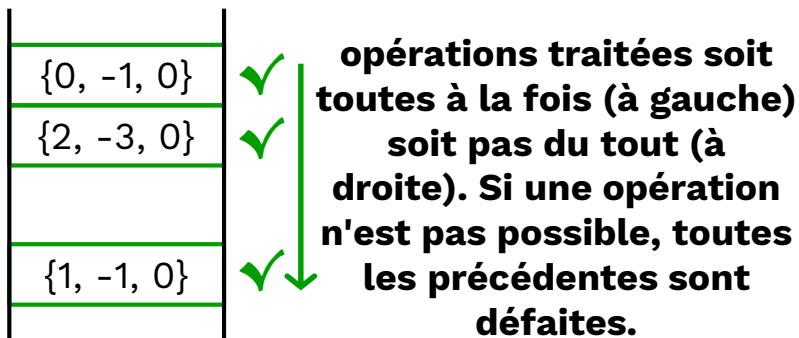 {0, -1, 0}
{2, -3, 0}
{1, -1, 0}
opérations traitées soit
toutes à la fois (à gauche)
soit pas du tout (à
droite). Si une opération
n'est pas possible, toutes
les précédentes sont
défaites.